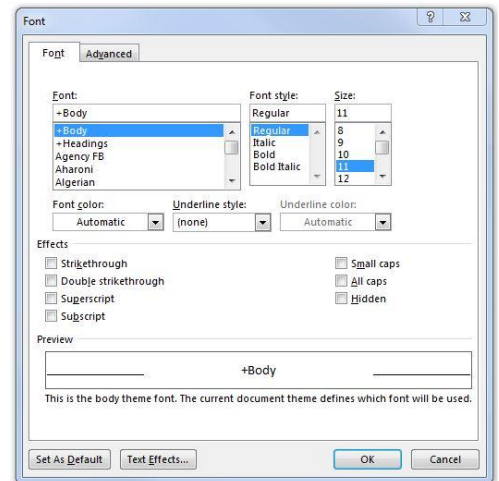 Font
Font Advanced
Font: Font style: Size:
+Body Regular 11
+Body Regular 8
+Headings Italic 9
Agency FB Bold 10
Aharoni Bold Italic 11
Algerian 12
Font color: Underline style: Underline color:
Automatic (none) Automatic
Effects
Strikethrough Small caps
Double strikethrough All caps
Superscript Hidden
Subscript
Preview
+Body
This is the body theme font. The current document theme defines which font will be used.
Set As Default Text Effects... OK Cancel